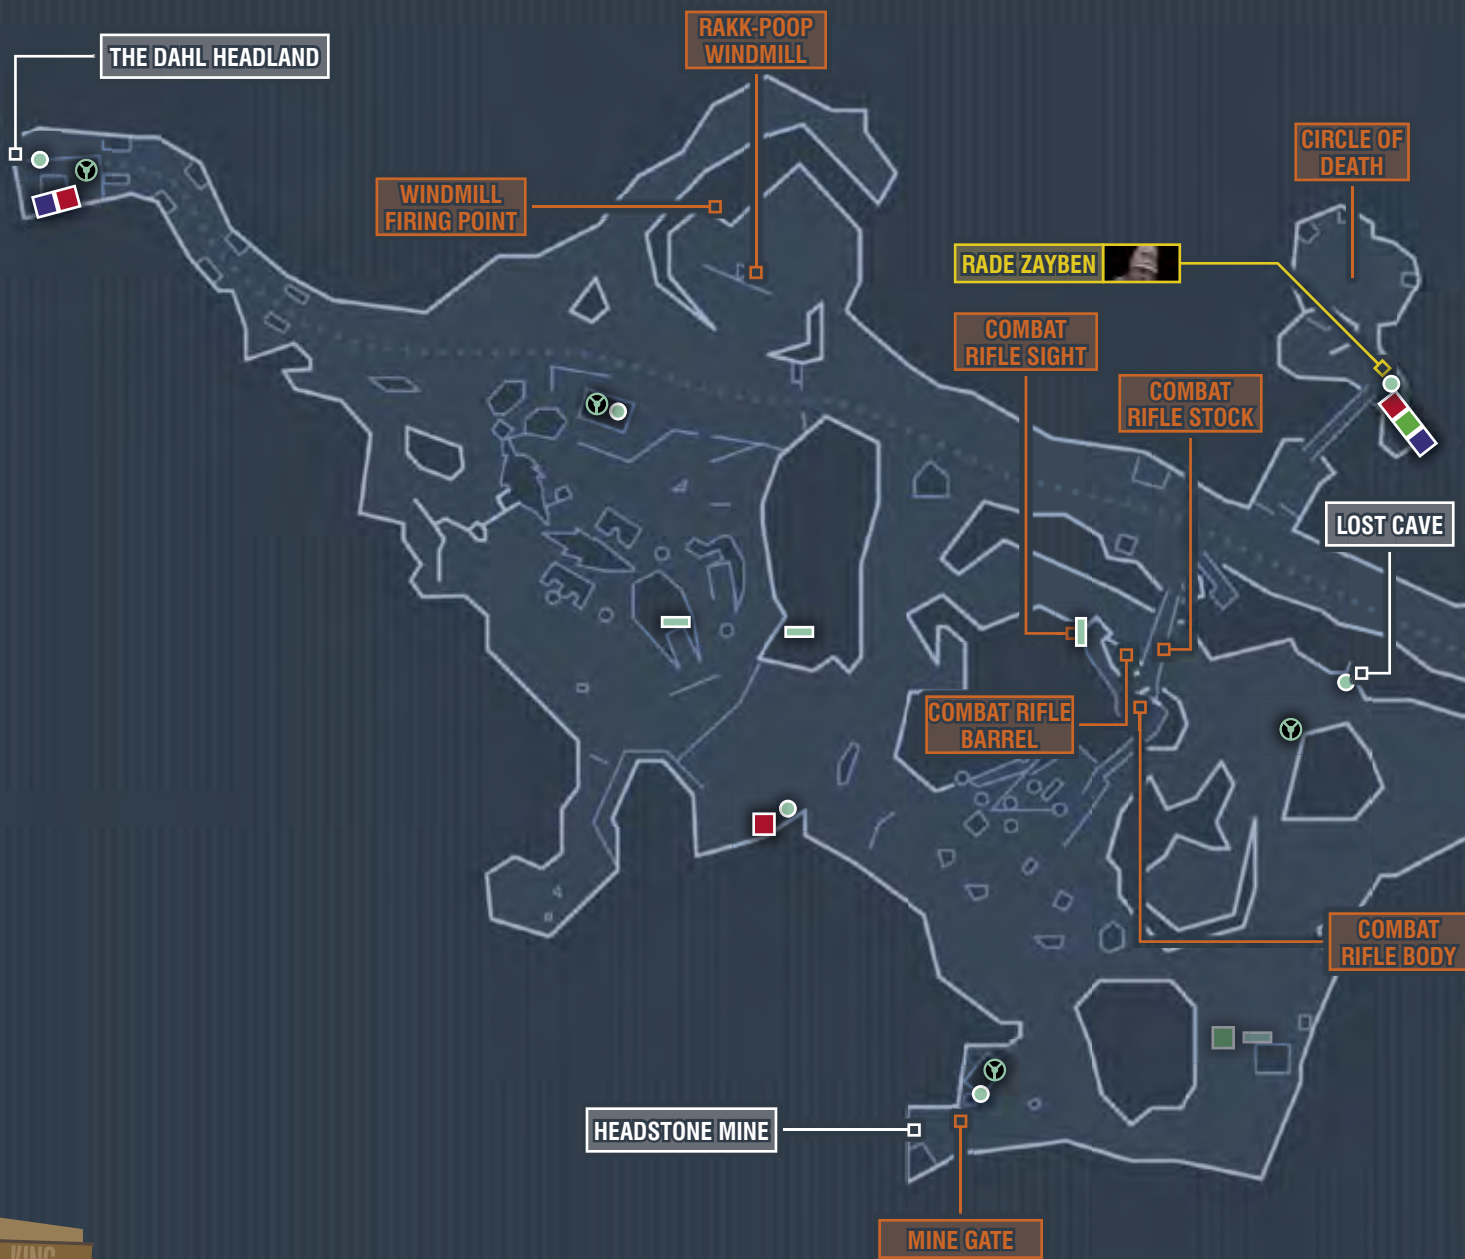 RAKK-POOP
WINDMILL
THE DAHL HEADLAND
CIRCLE OF
DEATH
WINDMILL
FIRING POINT
RADE ZAYBEN
COMBAT
RIFLE SIGHT
COMBAT
RIFLE STOCK
LOST CAVE
COMBAT RIFLE
BARREL
COMBAT
RIFLE BODY
HEADSTONE MINE
MINE GATE
KING